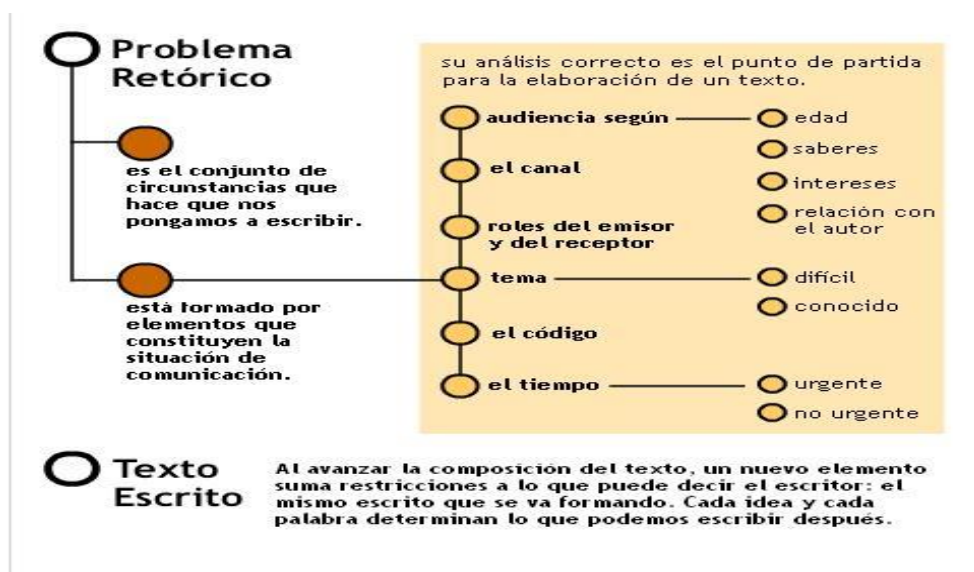 Problema
Retórico
es el conjunto de
circunstancias que
hace que nos
pongamos a escribir.
está formado por
elementos que
constituyen la
situación de
comunicación.
su análisis correcto es el punto de partida
para la elaboración de un texto.
audiencia según
edad
saberes
intereses
relación con
el autor
el canal
roles del emisor
y del receptor
tema
difícil
conocido
el código
el tiempo
urgente
no urgente
Texto
Escrito
Al avanzar la composición del texto, un nuevo elemento
suma restricciones a lo que puede decir el escritor: el
mismo escrito que se va formando. Cada idea y cada
palabra determinan lo que podemos escribir después.